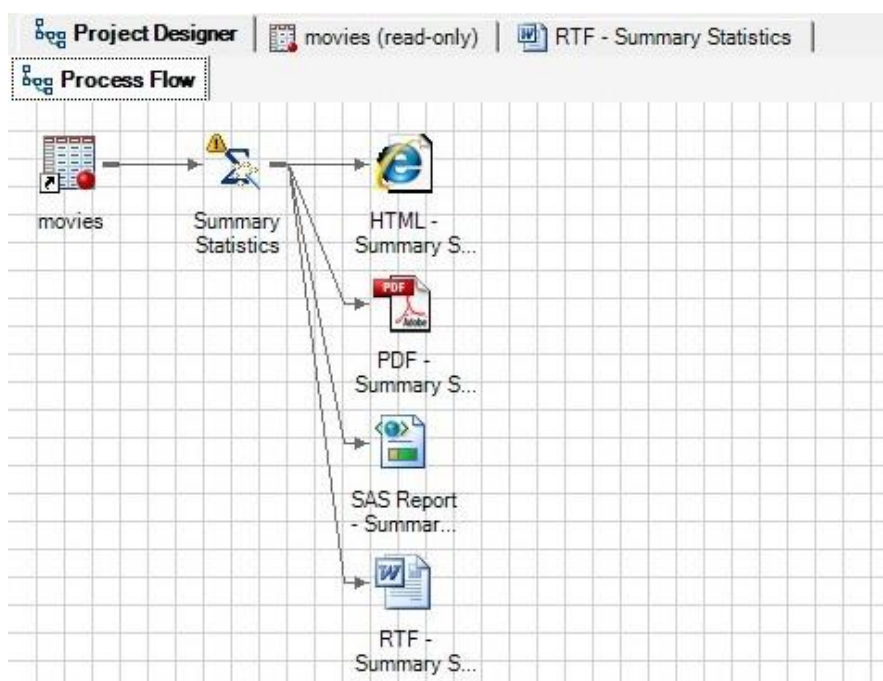 Project Designer
movies (read-only)
RTF - Summary Statistics
Process Flow
movies
Summary
Statistics
HTML -
Summary S...
PDF
Adobe
PDF -
Summary S...
SAS Report
- Summar...
W
RTF -
Summary S...